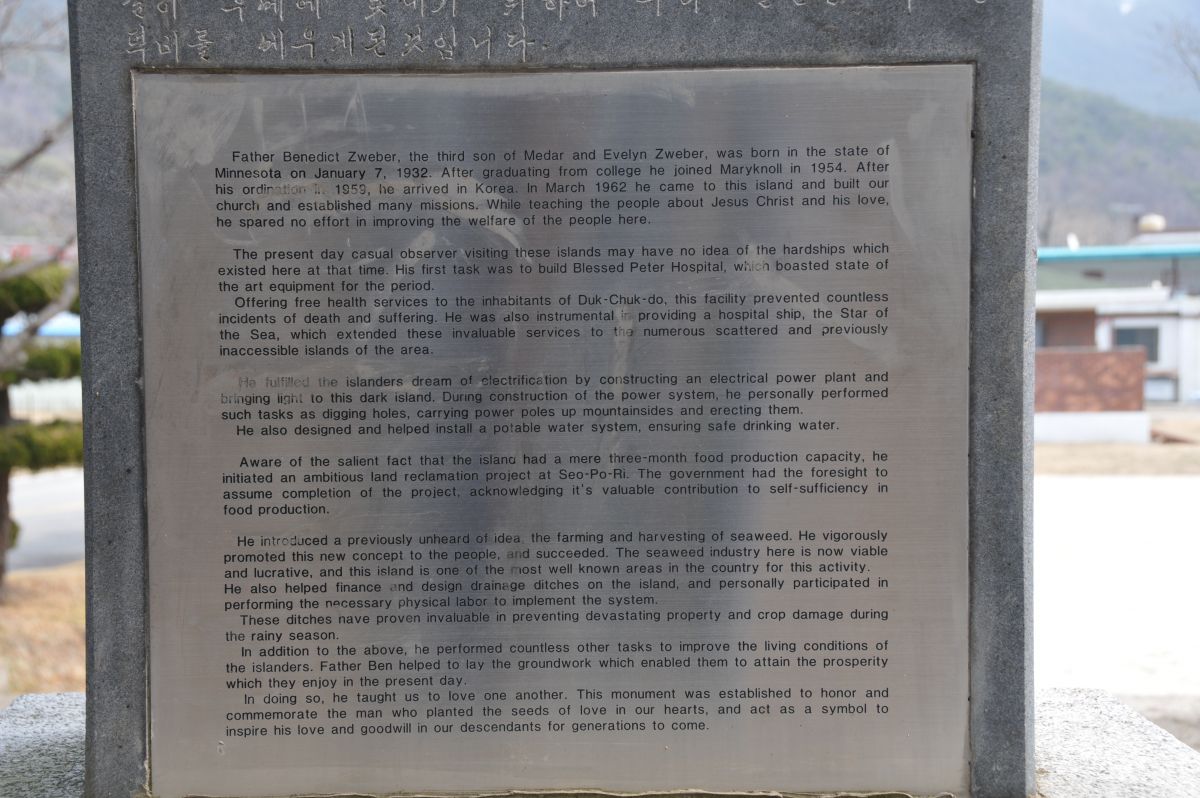 턱비를 세우게된것입니다.
Father Benedict Zweber, the third son of Medar and Evelyn Zweber, was born in the state of
Minnesota on January 7, 1932. After graduating from college he joined Maryknoll in 1954. After
his ordination in 1959, he arrived in Korea. In March 1962 he came to this island and built our
church and established many missions. While teaching the people about Jesus Christ and his love,
he spared no effort in improving the welfare of the people here.
The present day casual observer visiting these islands may have no idea of the hardships which
existed here at that time. His first task was to build Blessed Peter Hospital, which boasted state of
the art equipment for the period.
Offering free health services to the inhabitants of Duk-Chuk-do, this facility prevented countless
incidents of death and suffering. He was also instrumental in providing a hospital ship, the Star of
the Sea, which extended these invaluable services to the numerous scattered and previously
inaccessible islands of the area.
He fulfilled the islanders dream of electrification by constructing an electrical power plant and
bringing light to this dark island. During construction of the power system, he personally performed
such tasks as digging holes, carrying power poles up mountainsides and erecting them.
He also designed and helped install a potable water system, ensuring safe drinking water.
Aware of the salient fact that the island had a mere three-month food production capacity, he
initiated an ambitious land reclamation project at Seo-Po-Ri. The government had the foresight to
assume completion of the project, acknowledging it's valuable contribution to self-sufficiency in
food production.
He introduced a previously unheard of idea, the farming and harvesting of seaweed. He vigorously
promoted this new concept to the people, and succeeded. The seaweed industry here is now viable
and lucrative, and this island is one of the most well known areas in the country for this activity.
He also helped finance and design drainage ditches on the island, and personally participated in
performing the necessary physical labor to implement the system.
These ditches nave proven invaluable in preventing devastating property and crop damage during
the rainy season.
In addition to the above, he performed countless other tasks to improve the living conditions of
the islanders. Father Ben helped to lay the groundwork which enabled them to attain the prosperity
which they enjoy in the present day.
In doing so, he taught us to love one another. This monument was established to honor and
commemorate the man who planted the seeds of love in our hearts, and act as a symbol to
inspire his love and goodwill in our descendants for generations to come.